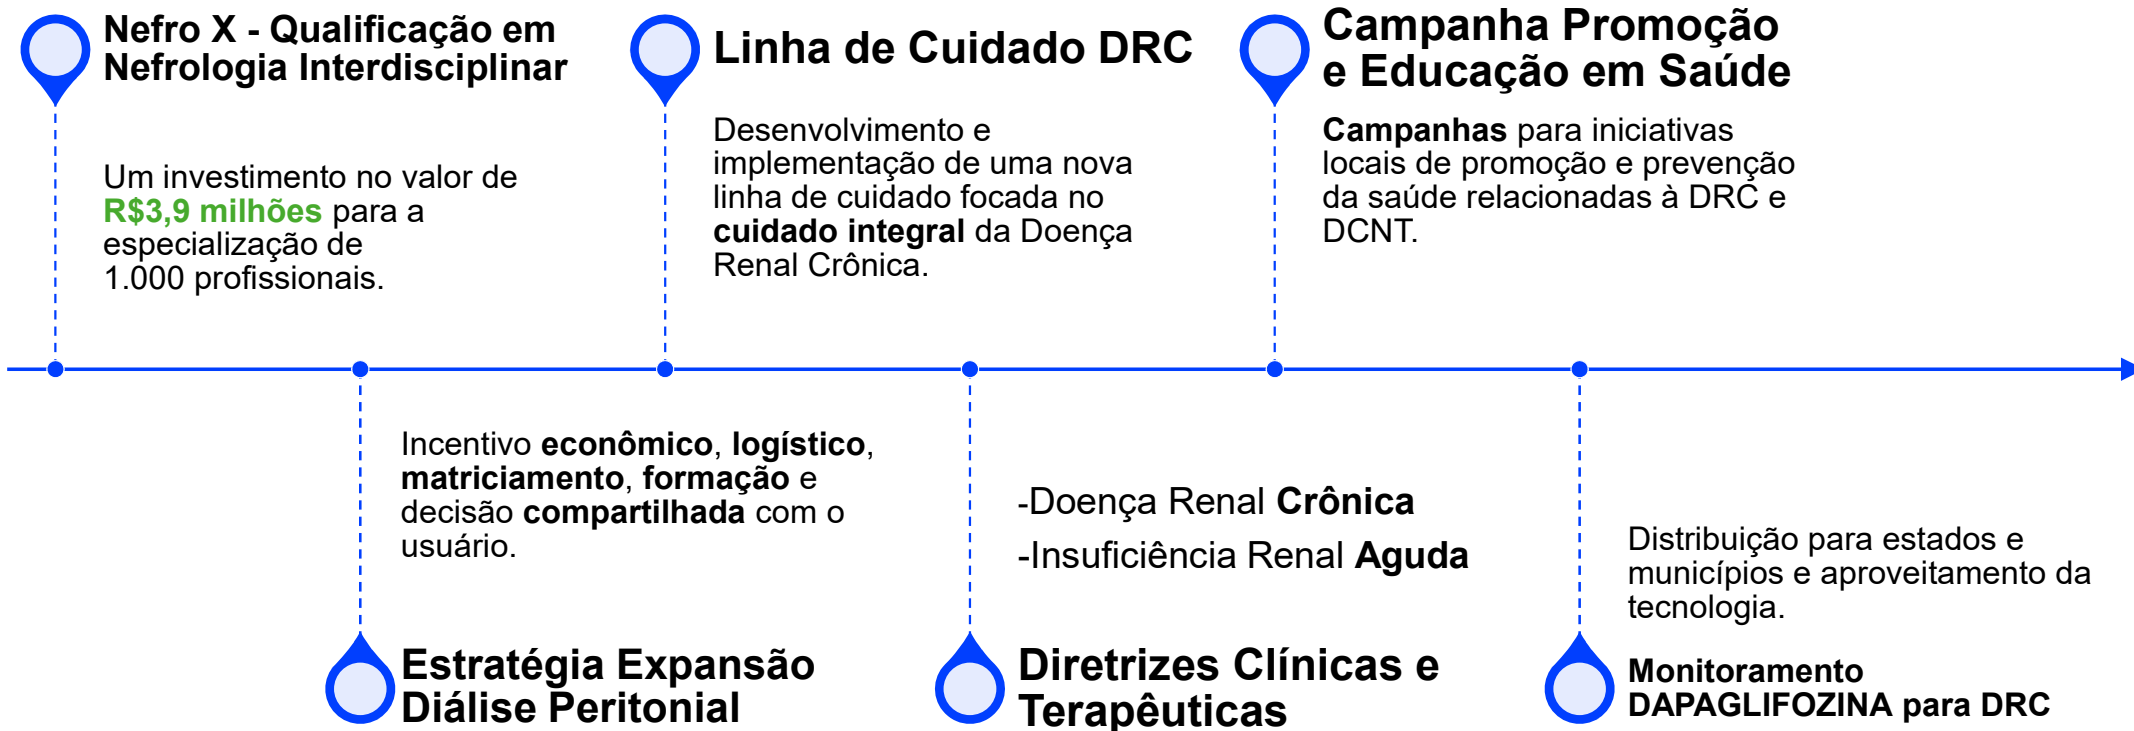 Nefro X - Qualificação em
Nefrologia Interdisciplinar
Um investimento no valor de
R$3,9 milhões para a
especialização de
1.000 profissionais.
Linha de Cuidado DRC
Desenvolvimento e
implementação de uma nova
linha de cuidado focada no
cuidado integral da Doença
Renal Crônica.
Campanha Promoção
e Educação em Saúde
Campanhas para iniciativas
locais de promoção e prevenção
da saúde relacionadas à DRC e
DCNT.
Incentivo econômico, logístico,
matriciamento, formação e
decisão compartilhada com o
usuário.
Estratégia Expansão
Diálise Peritonial
-Doença Renal Crônica
-Insuficiência Renal Aguda
Diretrizes Clínicas e
Terapêuticas
Distribuição para estados e
municípios e aproveitamento da
tecnologia.
Monitoramento
DAPAGLIFOZINA para DRC